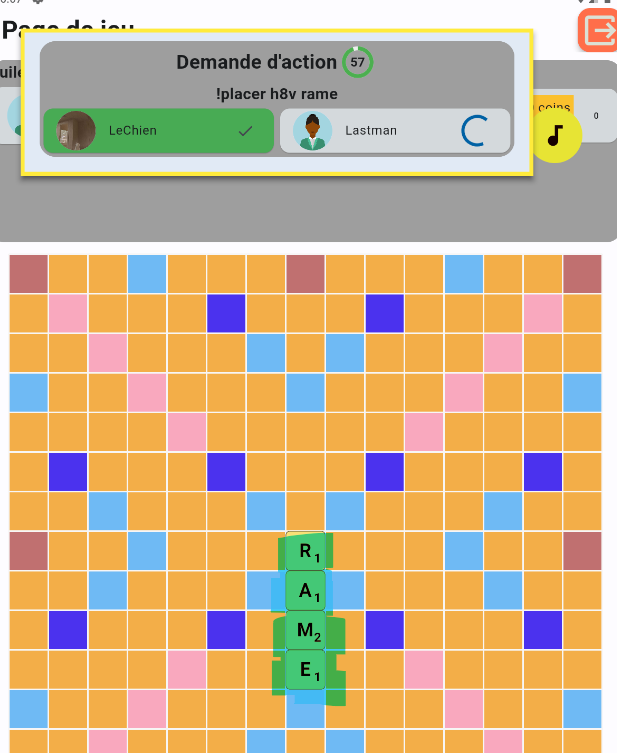 Page de jeu
Demande d'action 57
!placer h8v rame
LeChien
Lastman
coins
0
R1
A1
M2
E1